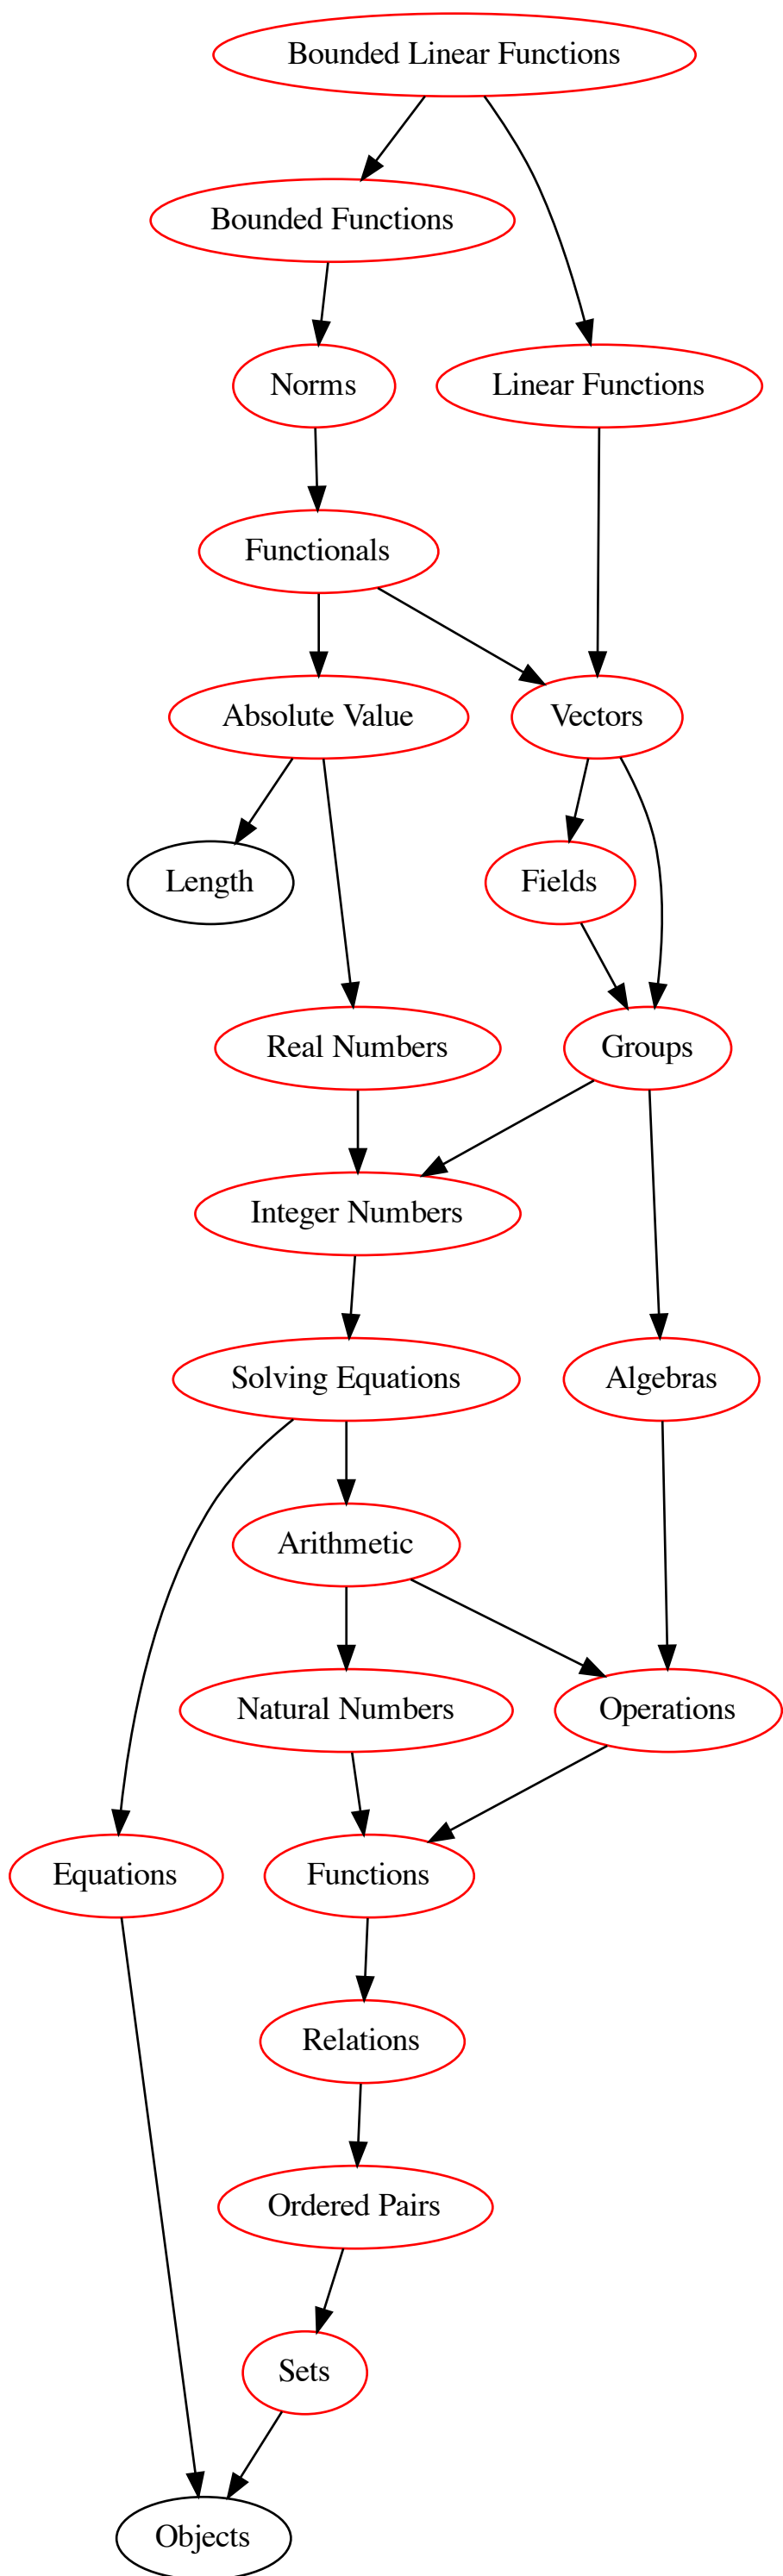 Bounded Linear Functions
Bounded Functions
Norms
Linear Functions
Functionals
Absolute Value
Vectors
Length
Fields
Real Numbers
Groups
Integer Numbers
Solving Equations
Algebras
Arithmetic
Natural Numbers
Operations
Equations
Functions
Relations
Ordered Pairs
Sets
Objects